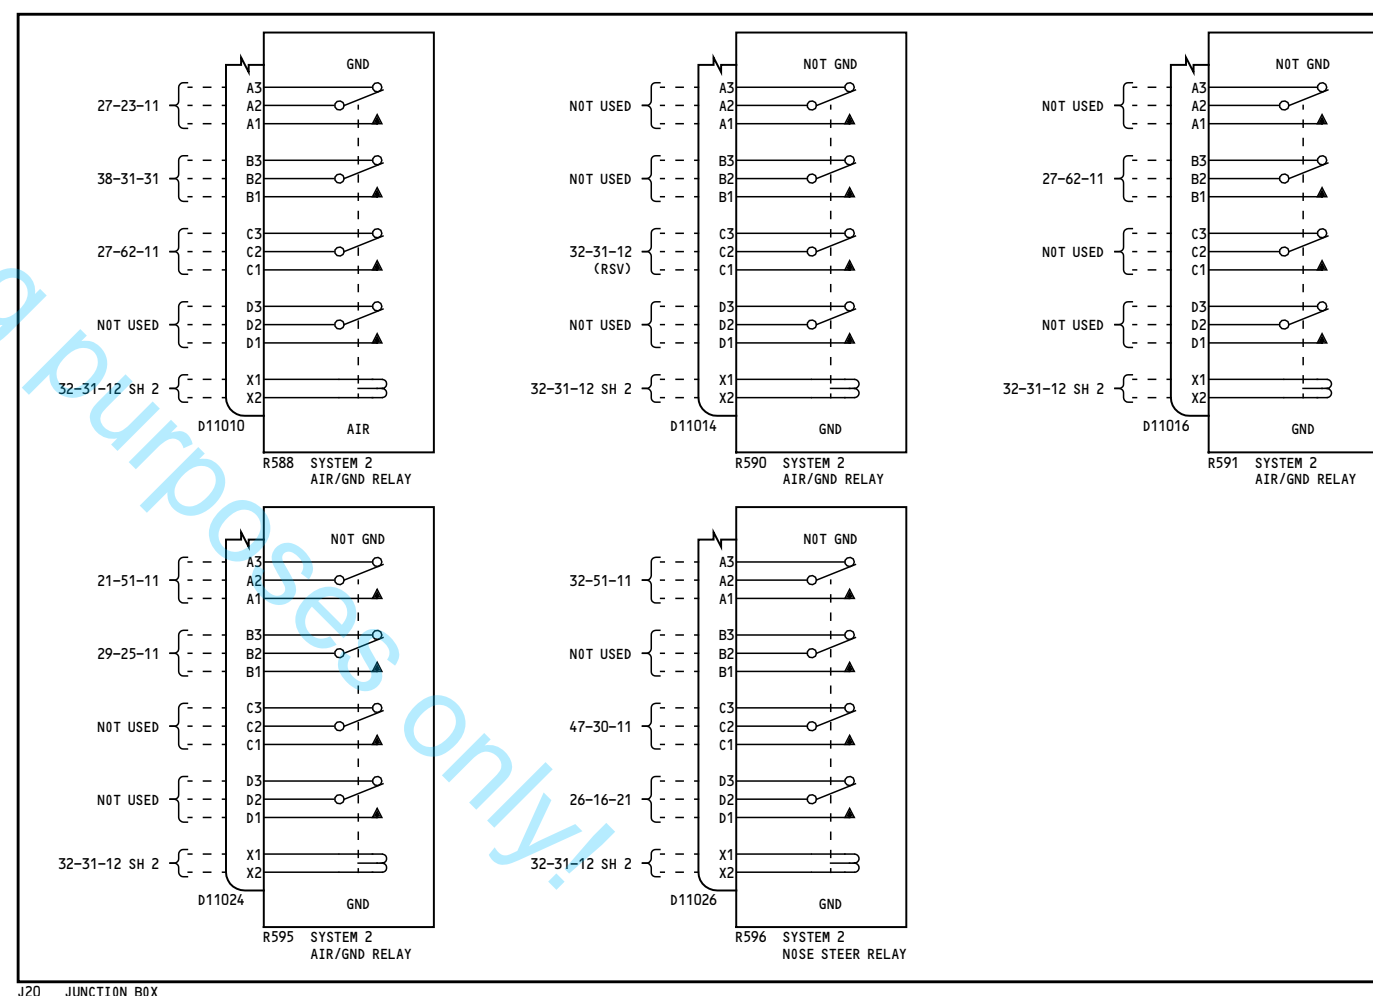 GND
27-23-11
A3
A2
A1
38-31-31
B3
B2
B1
27-62-11
C3
C2
C1
NOT USED
D3
D2
D1
32-31-12 SH 2
X1
X2
D11010
AIR
R588 SYSTEM 2
AIR/GND RELAY
NOT GND
NOT USED
A3
A2
A1
NOT USED
B3
B2
B1
32-31-12
(RSV)
C3
C2
C1
NOT USED
D3
D2
D1
32-31-12 SH 2
X1
X2
D11014
GND
R590 SYSTEM 2
AIR/GND RELAY
NOT GND
NOT USED
A3
A2
A1
27-62-11
B3
B2
B1
NOT USED
C3
C2
C1
NOT USED
D3
D2
D1
32-31-12 SH 2
X1
X2
D11016
GND
R591 SYSTEM 2
AIR/GND RELAY
NOT GND
21-51-11
A3
A2
A1
29-25-11
B3
B2
B1
NOT USED
C3
C2
C1
NOT USED
D3
D2
D1
32-31-12 SH 2
X1
X2
D11024
GND
R595 SYSTEM 2
AIR/GND RELAY
NOT GND
32-51-11
A3
A2
A1
NOT USED
B3
B2
B1
47-30-11
C3
C2
C1
26-16-21
D3
D2
D1
32-31-12 SH 2
X1
X2
D11026
GND
R596 SYSTEM 2
NOSE STEER RELAY
J20 JUNCTION BOX
g purposes only!